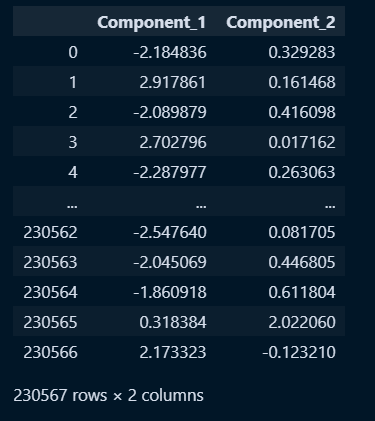 Component_1 Component_2
0 -2.184836 0.329283
1 2.917861 0.161468
2 -2.089879 0.416098
3 2.702796 0.017162
4 -2.287977 0.263063
... ... ...
230562 -2.547640 0.081705
230563 -2.045069 0.446805
230564 -1.860918 0.611804
230565 0.318384 2.022060
230566 2.173323 -0.123210
230567 rows × 2 columns